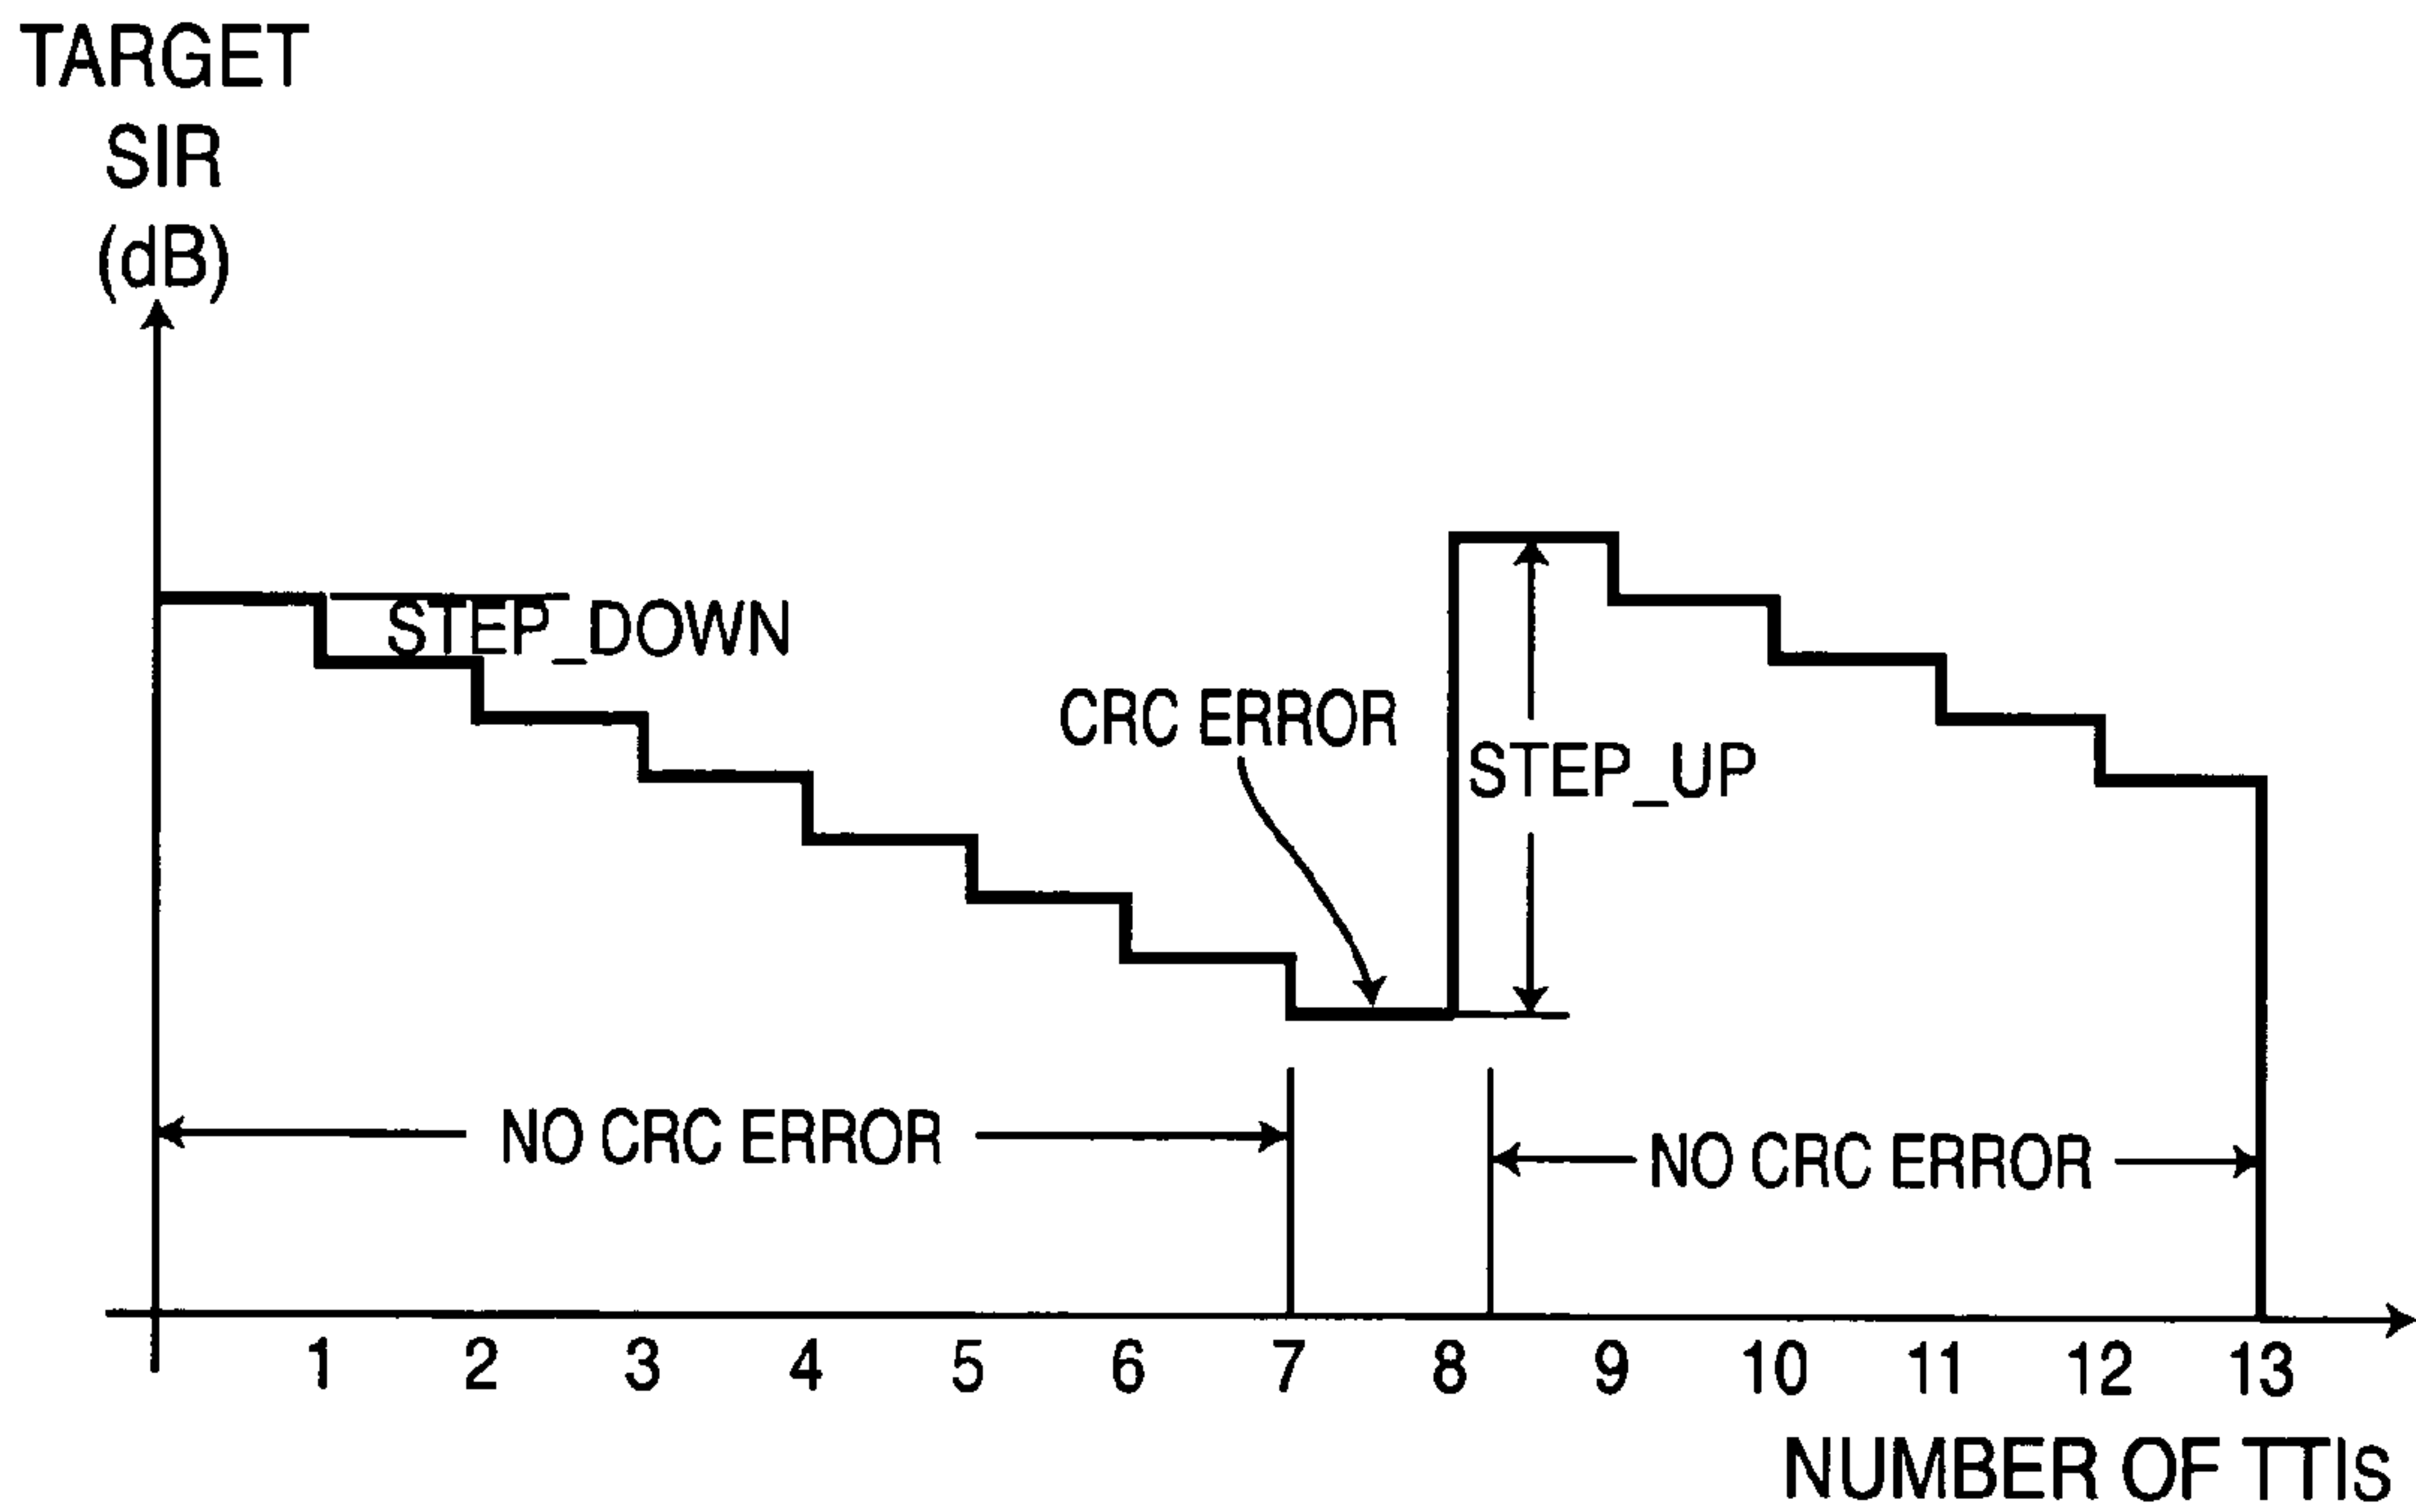 TARGET
SIR
(dB)
STEP_DOWN
CRC ERROR
STEP_UP
NO CRC ERROR
NO CRC ERROR
1 2 3 4 5 6 7 8 9 10 11 12 13
NUMBER OF TTIS